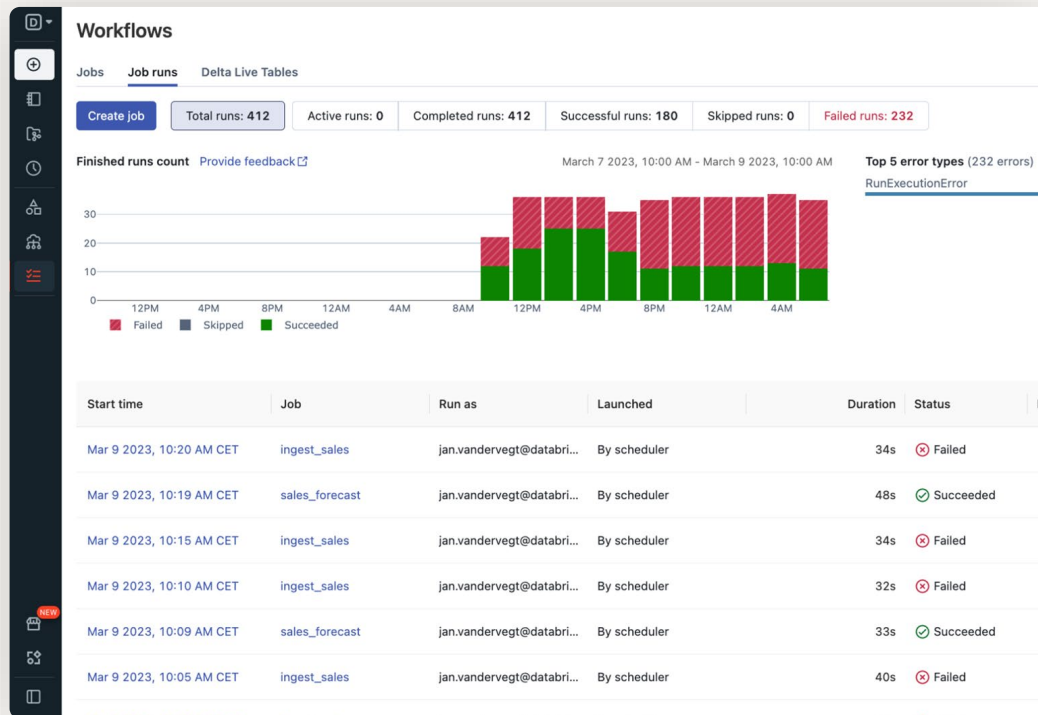 D
Workflows
Jobs Job runs Delta Live Tables
Create job Total runs: 412 Active runs: 0 Completed runs: 412 Successful runs: 180 Skipped runs: 0 Failed runs: 232
Finished runs count Provide feedback March 7 2023, 10:00 AM - March 9 2023, 10:00 AM Top 5 error types (232 errors)
RunExecutionError
30
20
10
0
12PM 4PM 8PM 12AM 4AM 8AM 12PM 4PM 8PM 12AM 4AM
Failed Skipped Succeeded
Start time Job Run as Launched Duration Status
Mar 9 2023, 10:20 AM CET ingest_sales jan.vandervegt@databri... By scheduler 34s Failed
Mar 9 2023, 10:19 AM CET sales_forecast jan.vandervegt@databri... By scheduler 48s Succeeded
Mar 9 2023, 10:15 AM CET ingest_sales jan.vandervegt@databri... By scheduler 34s Failed
Mar 9 2023, 10:10 AM CET ingest_sales jan.vandervegt@databri... By scheduler 32s Failed
NEW
Mar 9 2023, 10:09 AM CET sales_forecast jan.vandervegt@databri... By scheduler 33s Succeeded
Mar 9 2023, 10:05 AM CET ingest_sales jan.vandervegt@databri... By scheduler 40s Failed